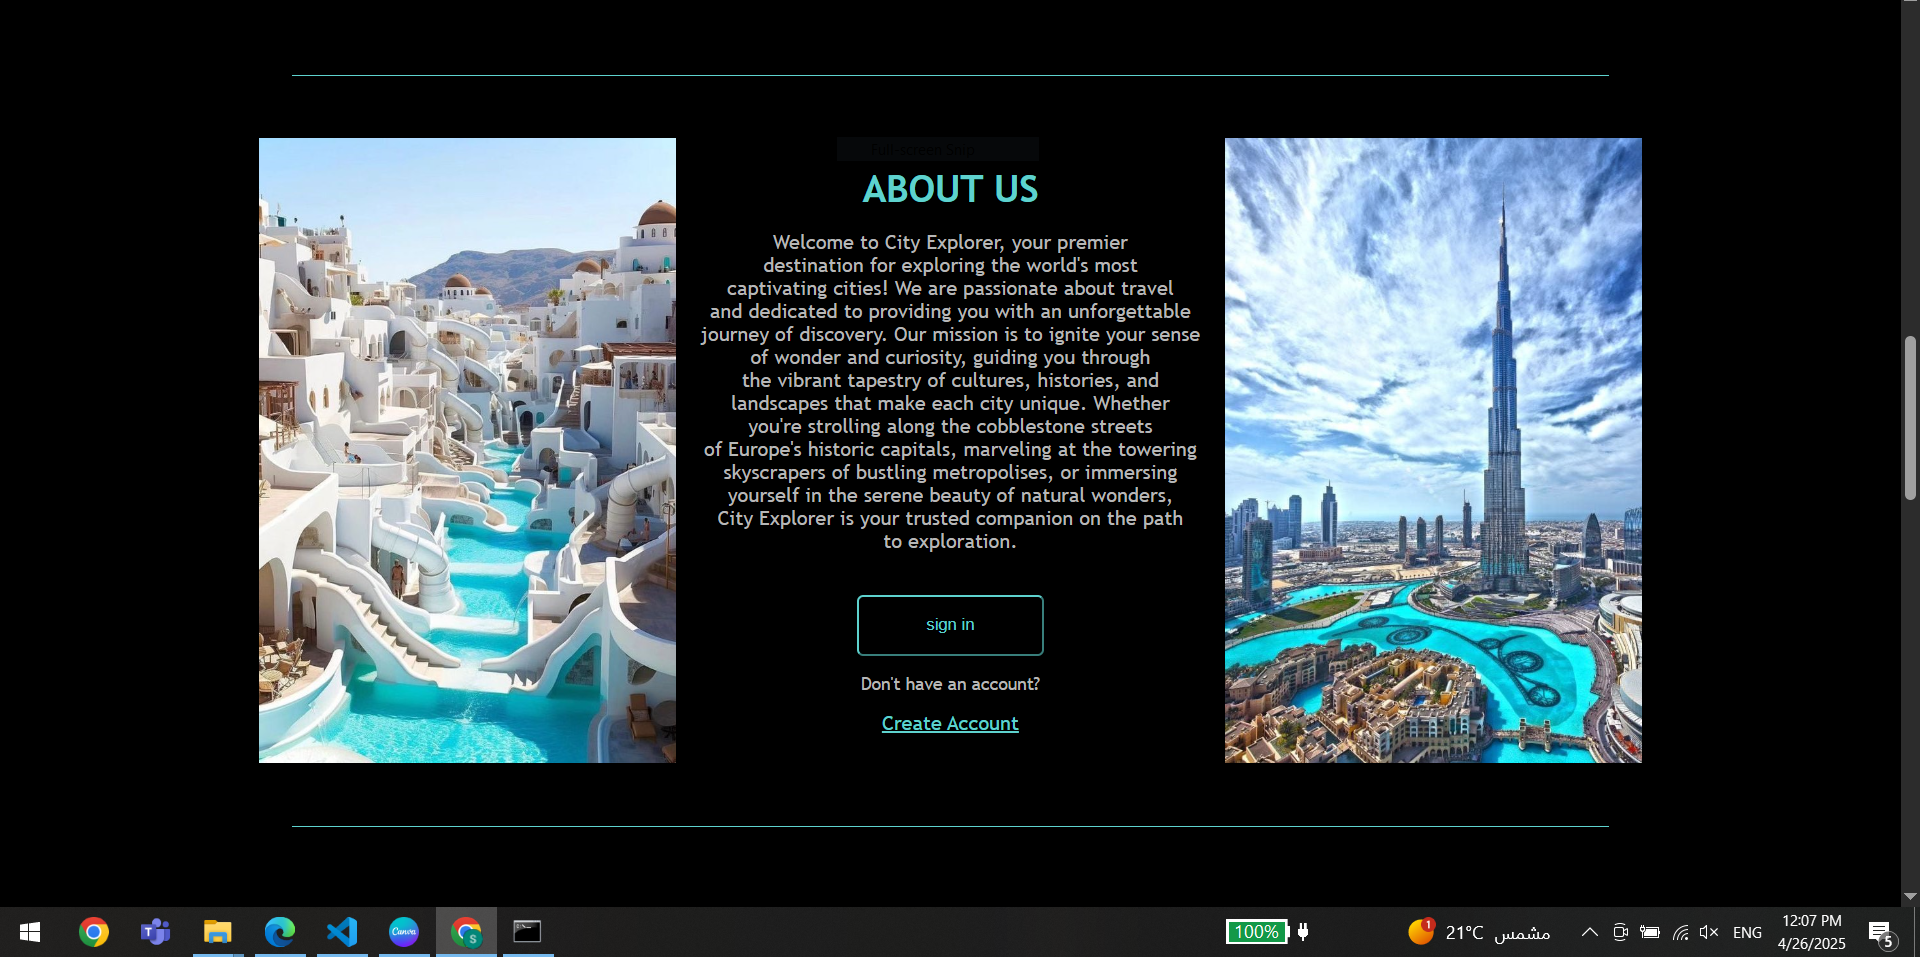 Full-screen Snip
ABOUT US
Welcome to City Explorer, your premier
destination for exploring the world's most
captivating cities! We are passionate about travel
and dedicated to providing you with an unforgettable
journey of discovery. Our mission is to ignite your sense
of wonder and curiosity, guiding you through
the vibrant tapestry of cultures, histories, and
landscapes that make each city unique. Whether
you're strolling along the cobblestone streets
of Europe's historic capitals, marveling at the towering
skyscrapers of bustling metropolises, or immersing
yourself in the serene beauty of natural wonders,
City Explorer is your trusted companion on the path
to exploration.
sign in
Don't have an account?
Create Account
T
Canva
S
100%
1
21°C مشمس
ENG
12:07 PM
4/26/2025
5